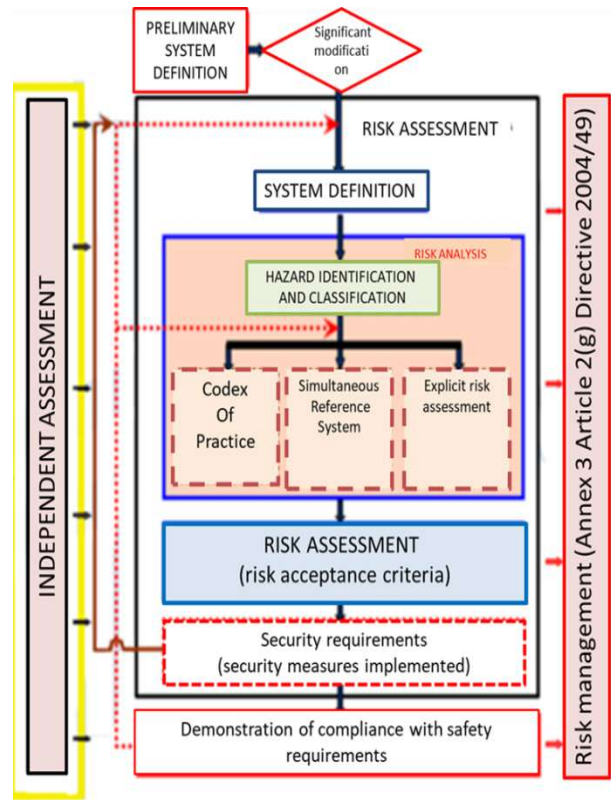 PRELIMINARY
SYSTEM
DEFINITION
Significant
modificati
on
RISK ASSESSMENT
SYSTEM DEFINITION
RISK ANALYSIS
HAZARD IDENTIFICATION
AND CLASSIFICATION
Codex
Of
Practice
Simultaneous
Reference
System
Explicit risk
assessment
RISK ASSESSMENT
(risk acceptance criteria)
Security requirements
(security measures implemented)
Demonstration of compliance with safety
requirements
INDEPENDENT ASSESSMENT
Risk management (Annex 3 Article 2(g) Directive 2004/49)